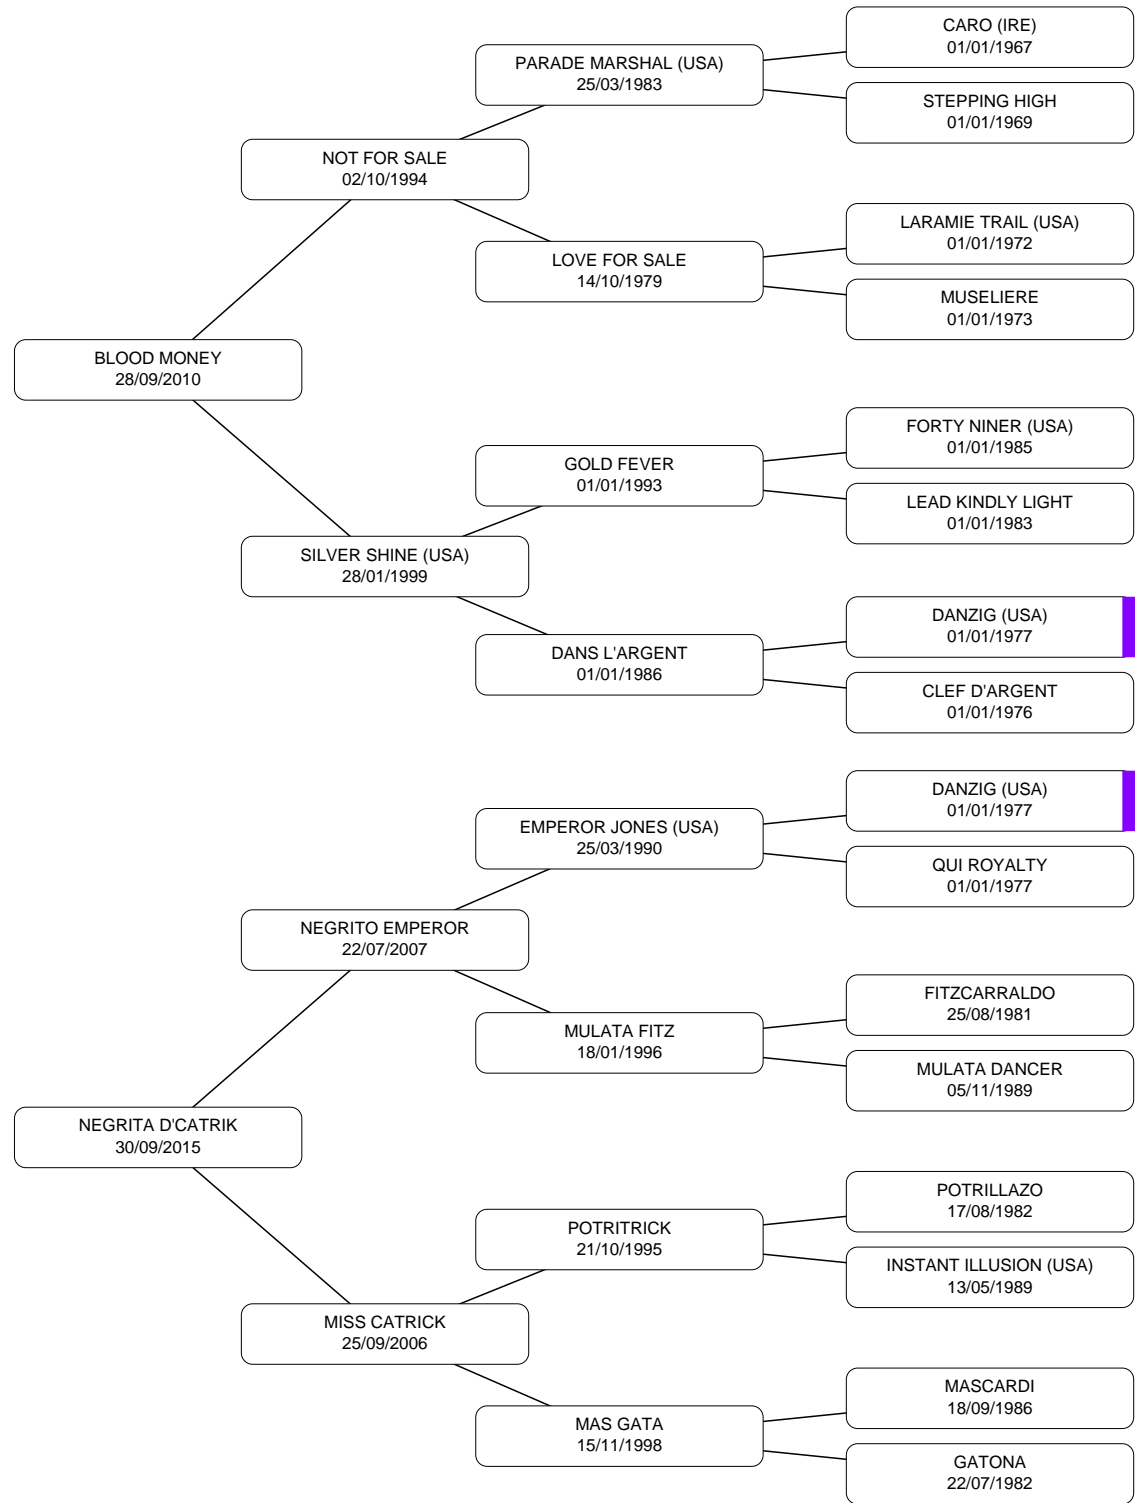 CARO (IRE)
01/01/1967
PARADE MARSHAL (USA)
25/03/1983
STEPPING HIGH
01/01/1969
NOT FOR SALE
02/10/1994
LARAMIE TRAIL (USA)
01/01/1972
LOVE FOR SALE
14/10/1979
MUSELIERE
01/01/1973
BLOOD MONEY
28/09/2010
FORTY NINER (USA)
01/01/1985
GOLD FEVER
01/01/1993
LEAD KINDLY LIGHT
01/01/1983
SILVER SHINE (USA)
28/01/1999
DANZIG (USA)
01/01/1977
DANS L'ARGENT
01/01/1986
CLEF D'ARGENT
01/01/1976
DANZIG (USA)
01/01/1977
EMPEROR JONES (USA)
25/03/1990
QUI ROYALTY
01/01/1977
NEGRITO EMPEROR
22/07/2007
FITZCARRALDO
25/08/1981
MULATA FITZ
18/01/1996
MULATA DANCER
05/11/1989
NEGRITA D'CATRIK
30/09/2015
POTRILLAZO
17/08/1982
POTRITRICK
21/10/1995
INSTANT ILLUSION (USA)
13/05/1989
MISS CATRICK
25/09/2006
MASCARDI
18/09/1986
MAS GATA
15/11/1998
GATONA
22/07/1982